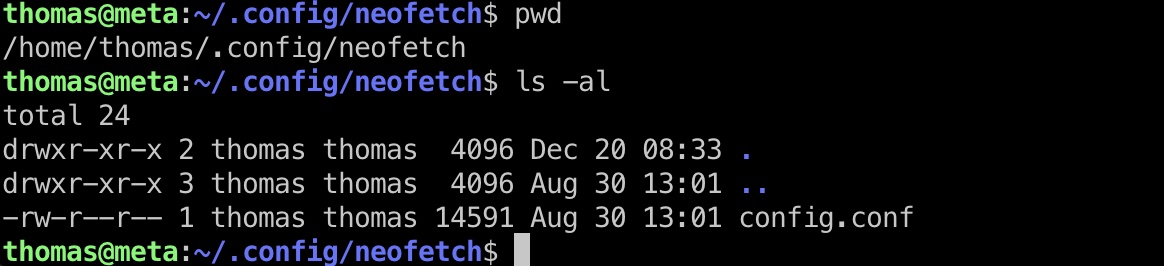 thomas@meta:~/.config/neofetch$ pwd
/home/thomas/.config/neofetch
thomas@meta:~/.config/neofetch$ ls -al
total 24
drwxr-xr-x 2 thomas thomas  4096 Dec 20 08:33 .
drwxr-xr-x 3 thomas thomas  4096 Aug 30 13:01 ..
-rw-r--r-- 1 thomas thomas 14591 Aug 30 13:01 config.conf
thomas@meta:~/.config/neofetch$